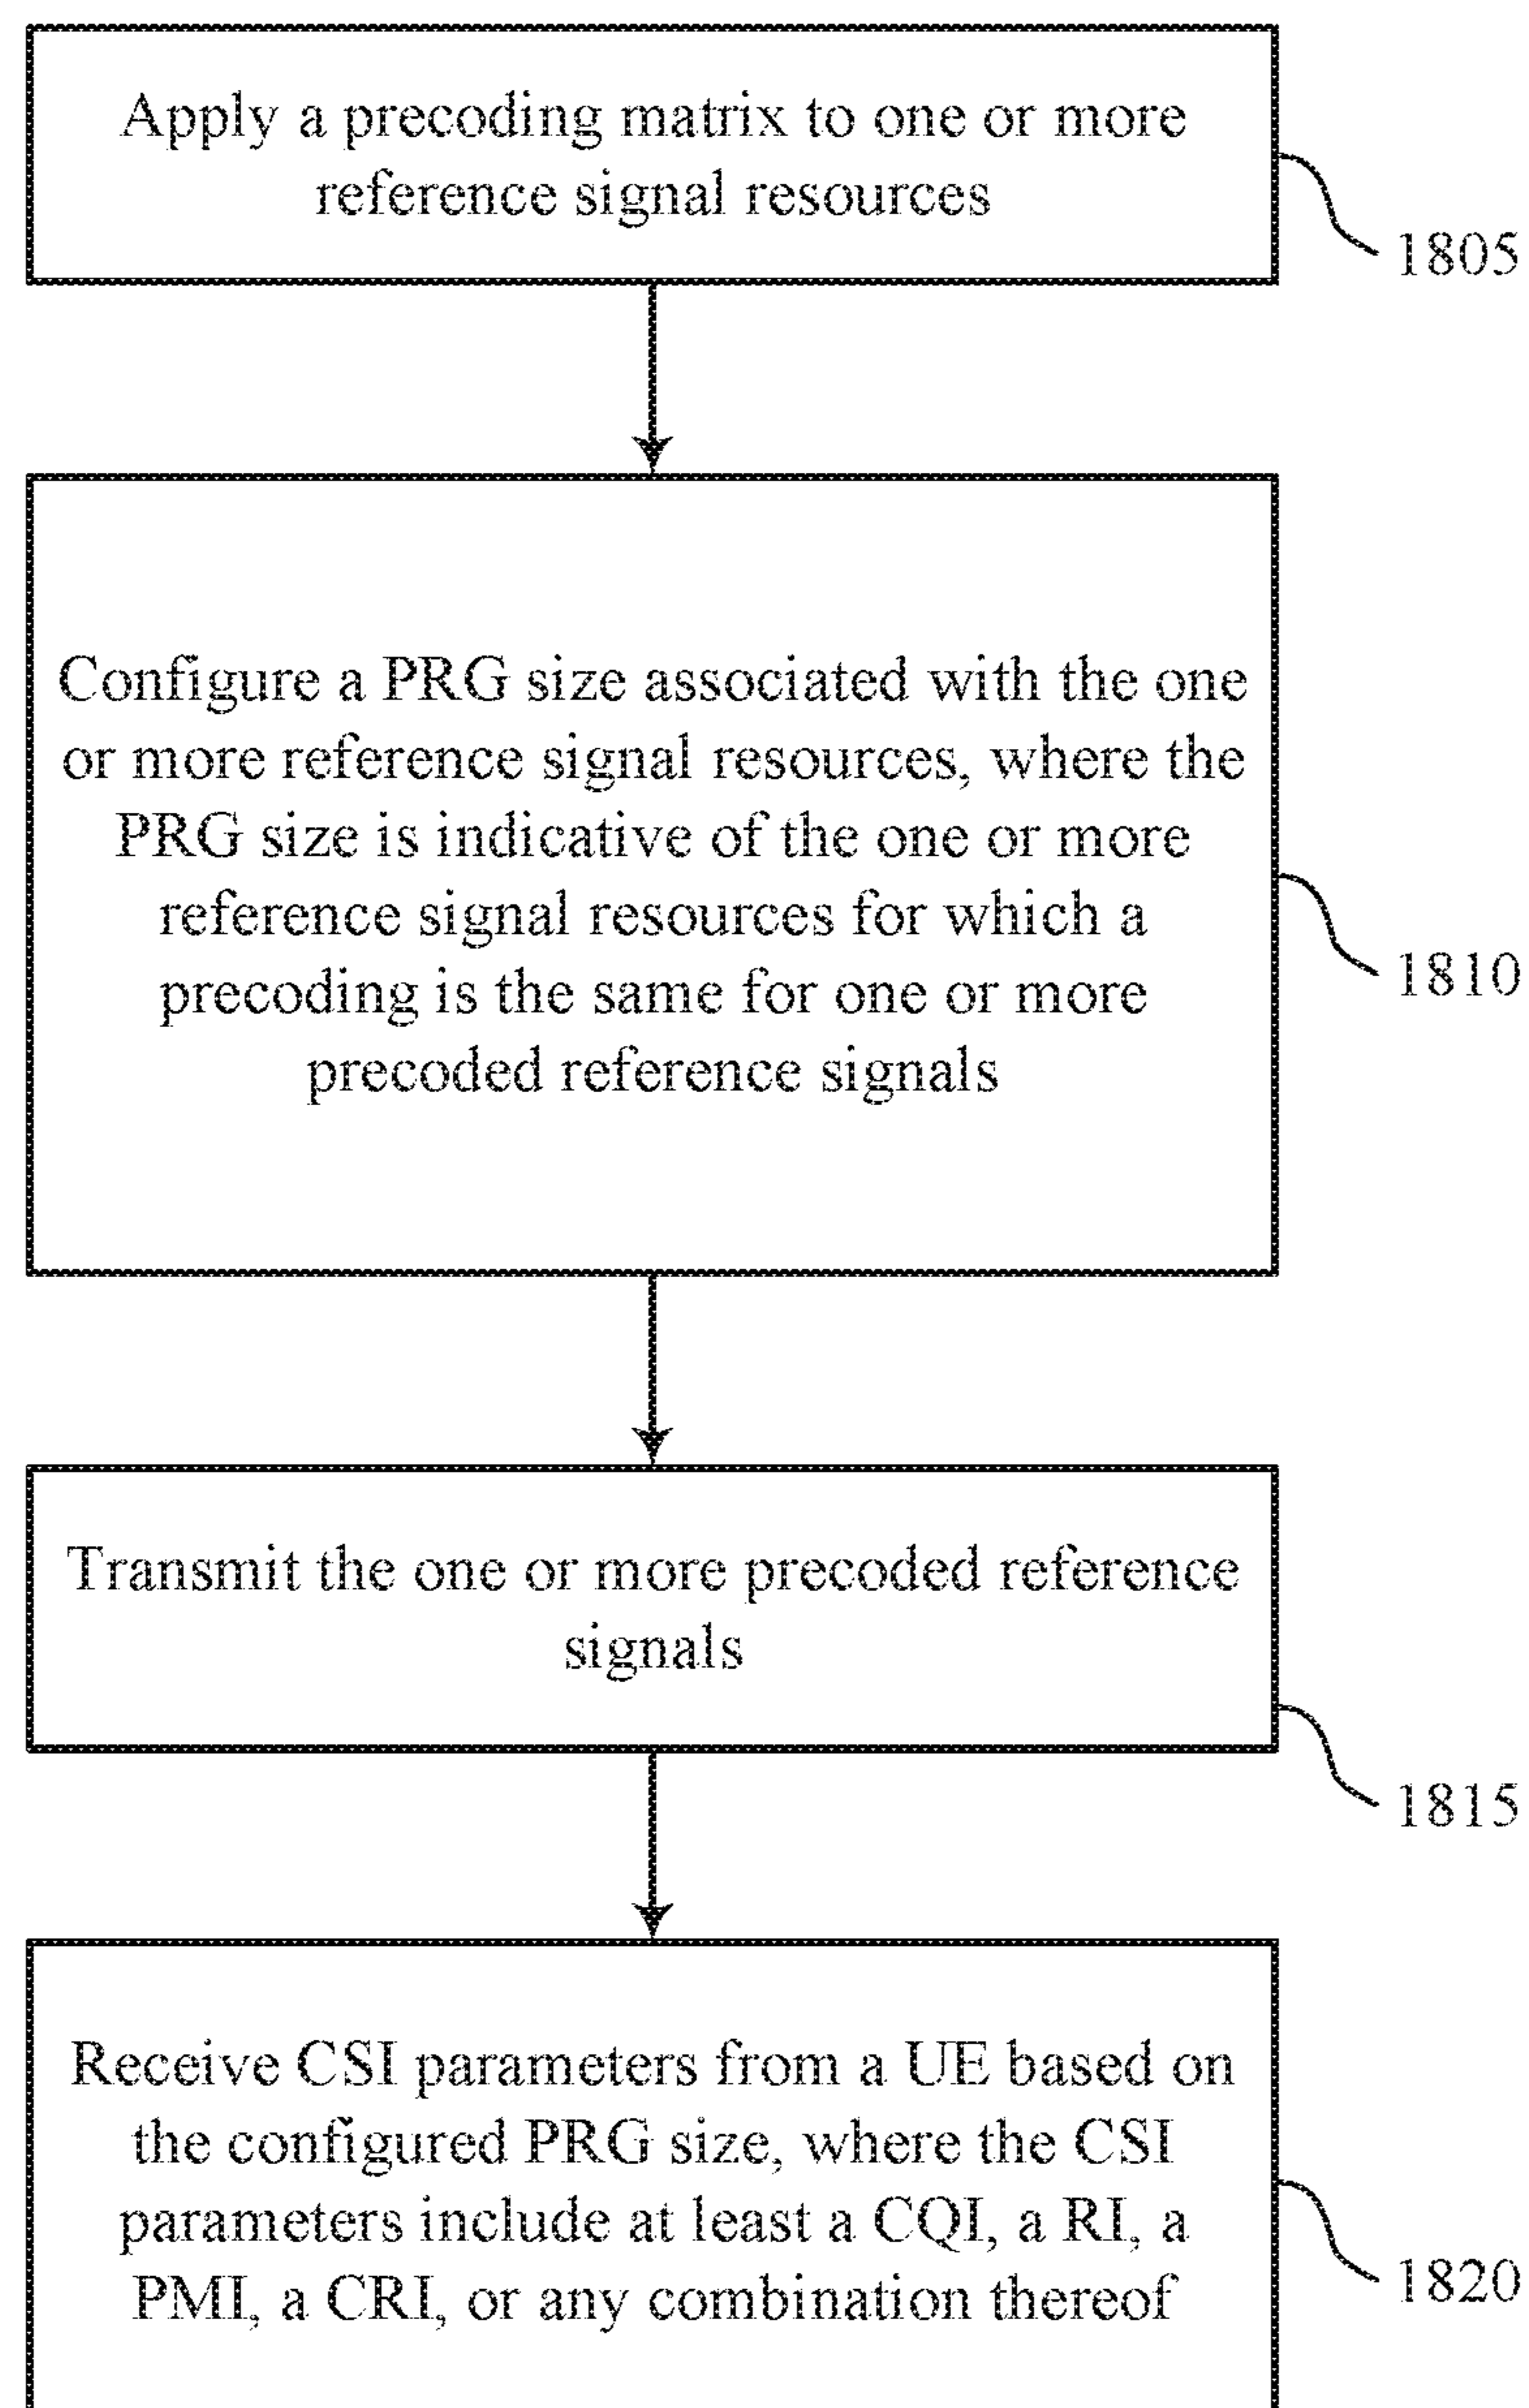 Apply a precoding matrix to one or more
reference signal resources
1805
Configure a PRG size associated with the one
or more reference signal resources, where the
PRG size is indicative of the one or more
reference signal resources for which a
precoding is the same for one or more
precoded reference signals
1810
Transmit the one or more precoded reference
signals
1815
Receive CSI parameters from a UE based on
the configured PRG size, where the CSI
parameters include at least a CQI, a RI, a
PMI, a CRI, or any combination thereof
1820